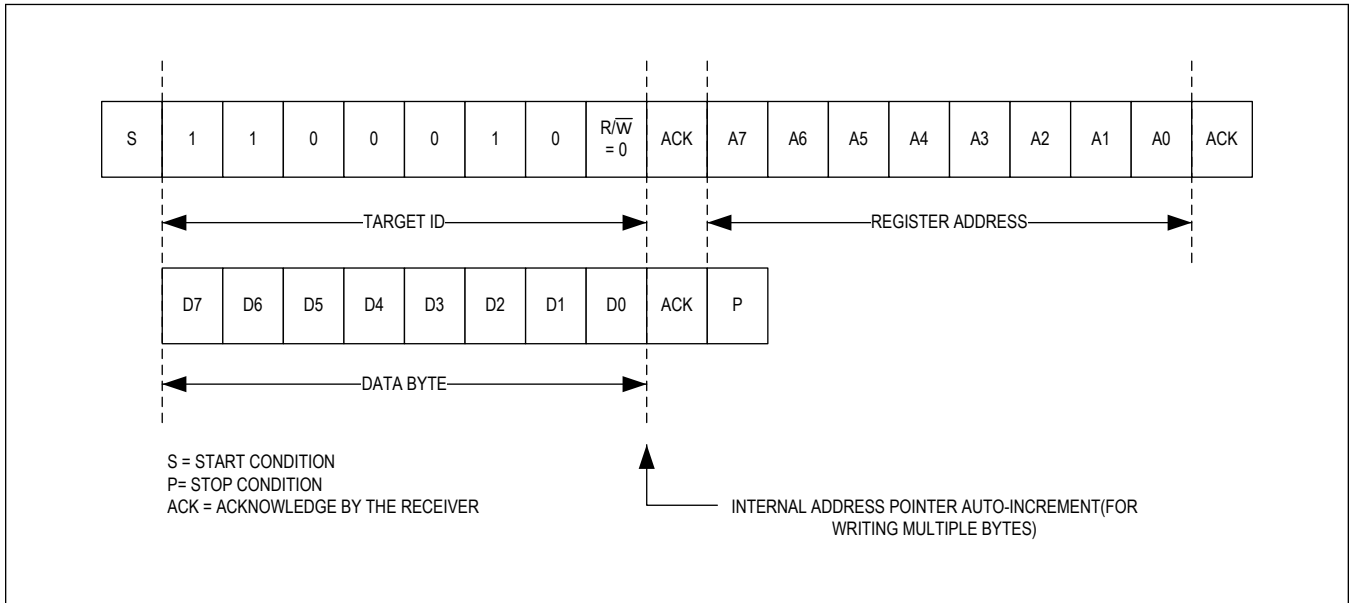 S 1 1 0 0 0 1 0 R/W̅ = 0 ACK A7 A6 A5 A4 A3 A2 A1 A0 ACK
TARGET ID REGISTER ADDRESS
D7 D6 D5 D4 D3 D2 D1 D0 ACK P
DATA BYTE
S = START CONDITION
P= STOP CONDITION
ACK = ACKNOWLEDGE BY THE RECEIVER
INTERNAL ADDRESS POINTER AUTO-INCREMENT(FOR
WRITING MULTIPLE BYTES)